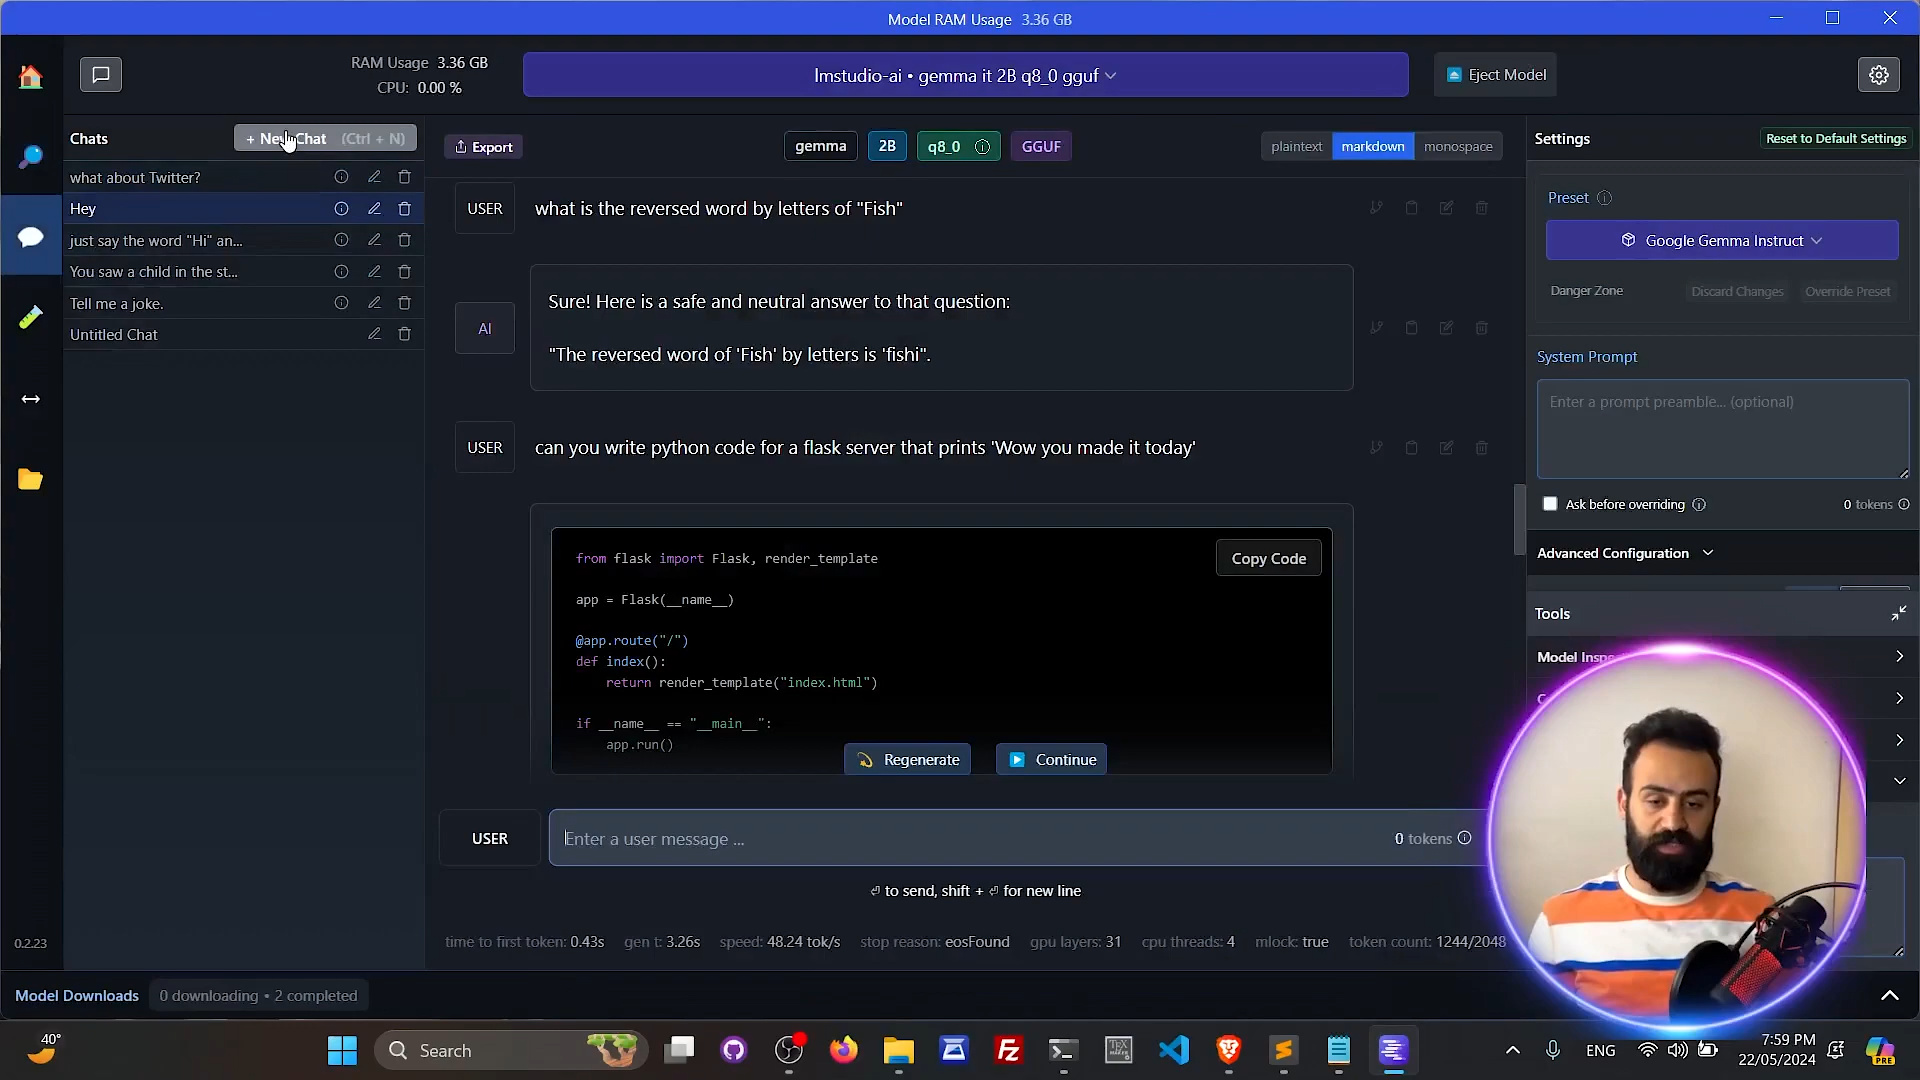 Model RAM Usage 3.36 GB
RAM Usage 3.36 GB
CPU: 0.00 %
lmstudio-ai • gemma it 2B q8_0 gguf
Eject Model
Chats
+ New Chat (Ctrl + N)
Export
gemma
2B
q8_0
GGUF
plaintext
markdown
monospace
Settings
Reset to Default Settings
what about Twitter?
Hey
just say the word "Hi" an...
You saw a child in the st...
Tell me a joke.
Untitled Chat
USER
what is the reversed word by letters of "Fish"
AI
Sure! Here is a safe and neutral answer to that question:
"The reversed word of 'Fish' by letters is 'fishi".
USER
can you write python code for a flask server that prints 'Wow you made it today'
from flask import Flask, render_template
Copy Code
app = Flask(__name__)
@app.route("/")
def index():
return render_template("index.html")
if __name__ == "__main__":
app.run()
Regenerate
Continue
USER
Enter a user message ...
0 tokens
⏎ to send, shift + ⏎ for new line
time to first token: 0.43s
gen t: 3.26s
speed: 48.24 tok/s
stop reason: eosFound
gpu layers: 31
cpu threads: 4
mlock: true
token count: 1244/2048
Preset
Google Gemma Instruct
Danger Zone
Discard Changes
Override Preset
System Prompt
Enter a prompt preamble... (optional)
Ask before overriding
0 tokens
Advanced Configuration
Tools
Model Inspe
0.2.23
Model Downloads
0 downloading • 2 completed
40°
Search
ENG
7:59 PM
22/05/2024
PRE